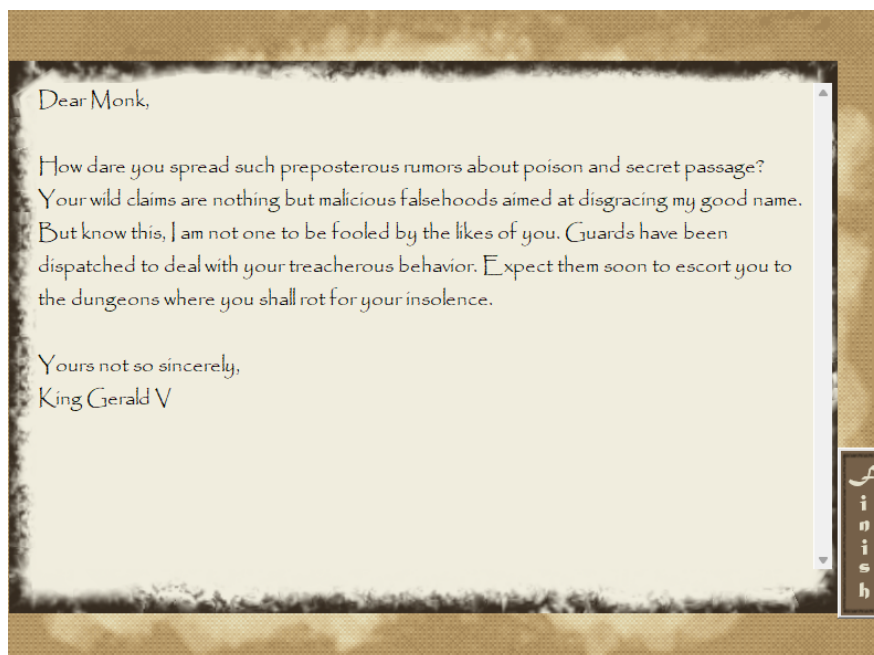 Dear Monk,
How dare you spread such preposterous rumors about poison and secret passage?
Your wild claims are nothing but malicious falsehoods aimed at disgracing my good name.
But know this, I am not one to be fooled by the likes of you. Guards have been
dispatched to deal with your treacherous behavior. Expect them soon to escort you to
the dungeons where you shall rot for your insolence.
Yours not so sincerely,
King Gerald V
Finish